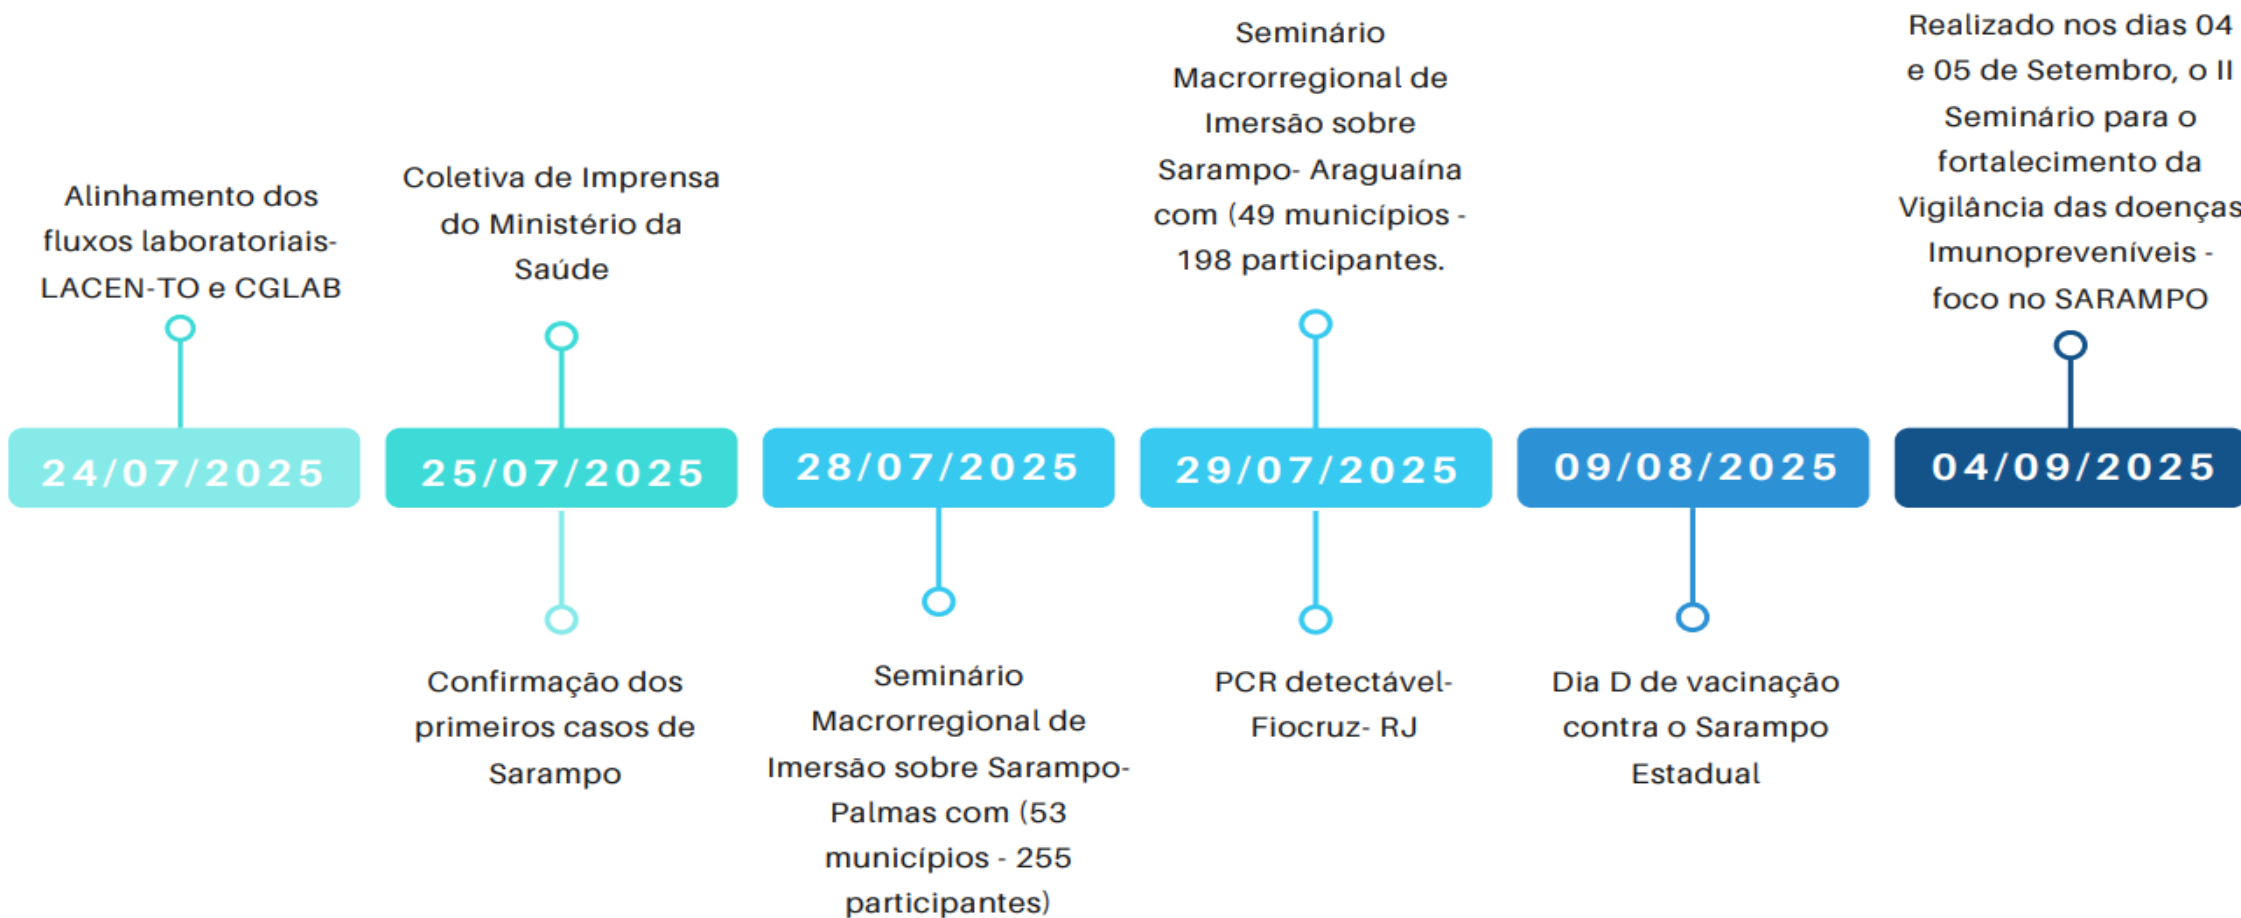 Alinhamento dos
fluxos laboratoriais-
LACEN-TO e CGLAB
24/07/2025
Coletiva de Imprensa
do Ministério da
Saúde
25/07/2025
Confirmação dos
primeiros casos de
Sarampo
28/07/2025
Seminário
Macrorregional de
Imersão sobre Sarampo-
Palmas com (53
municípios - 255
participantes)
Seminário
Macrorregional de
Imersão sobre
Sarampo- Araguaína
com (49 municípios -
198 participantes.
29/07/2025
PCR detectável-
Fiocruz- RJ
09/08/2025
Dia D de vacinação
contra o Sarampo
Estadual
Realizado nos dias 04
e 05 de Setembro, o II
Seminário para o
fortalecimento da
Vigilância das doenças
Imunopreveníveis -
foco no SARAMPO
04/09/2025